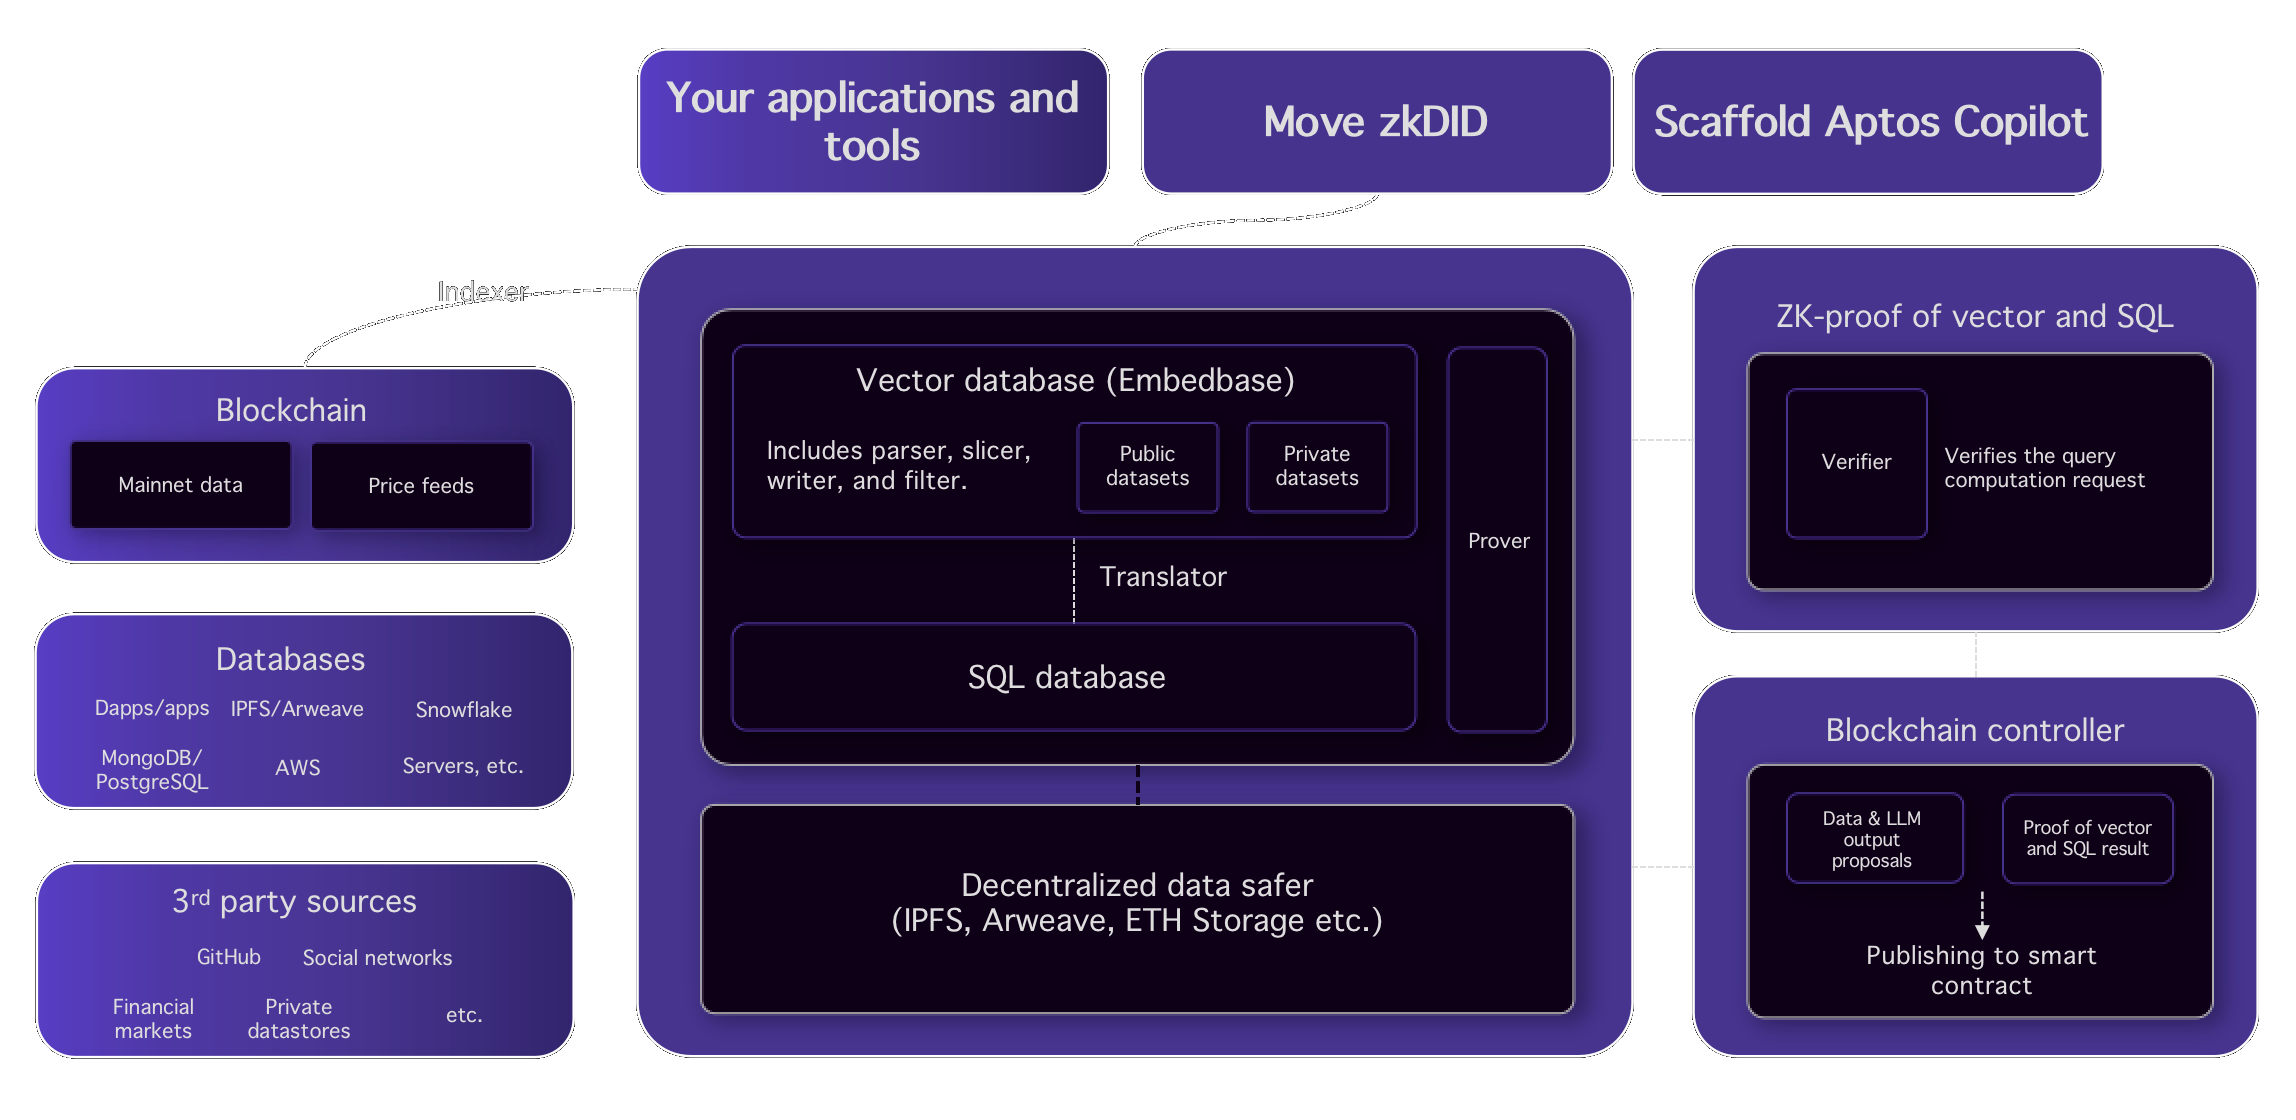 Your applications and
tools
Move zkDID
Scaffold Aptos Copilot
Indexer
Blockchain
Mainnet data
Price feeds
Databases
Dapps/apps
IPFS/Arweave
Snowflake
MongoDB/
PostgreSQL
AWS
Servers, etc.
3rd party sources
GitHub
Social networks
Financial
markets
Private
datastores
etc.
Vector database (Embedbase)
Includes parser, slicer,
writer, and filter.
Public
datasets
Private
datasets
Prover
Translator
SQL database
Decentralized data safer
(IPFS, Arweave, ETH Storage etc.)
ZK-proof of vector and SQL
Verifier
Verifies the query
computation request
Blockchain controller
Data & LLM
output
proposals
Proof of vector
and SQL result
Publishing to smart
contract